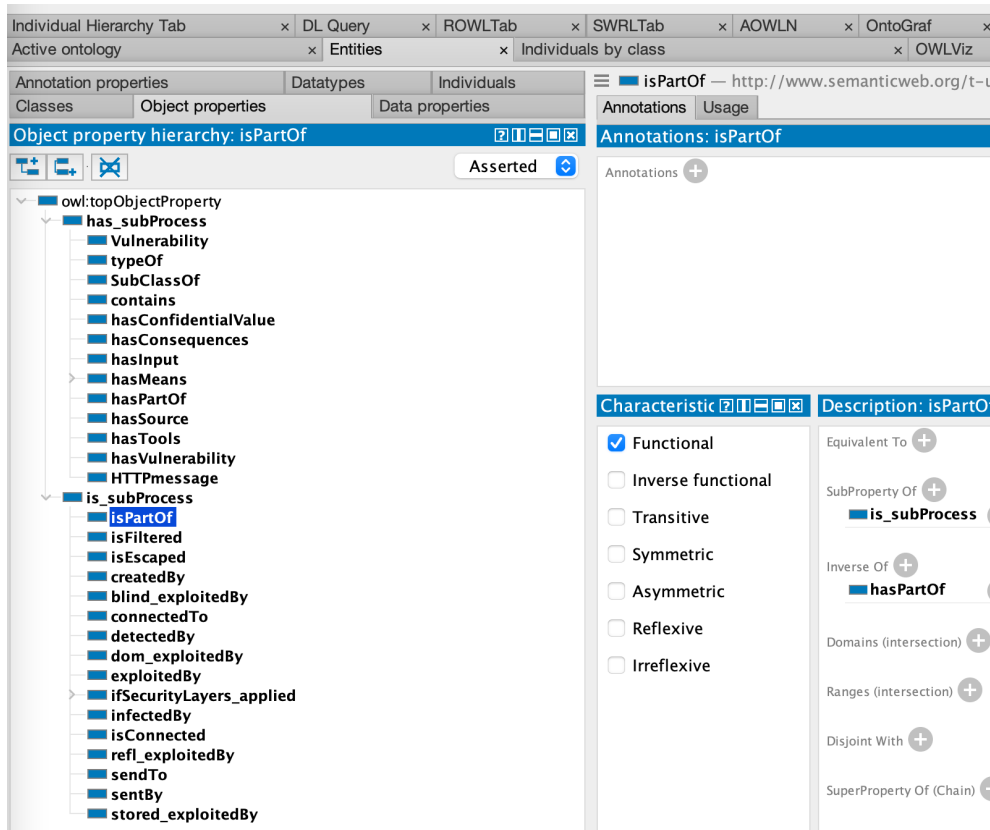 Individual Hierarchy Tab × DL Query × ROWLTab × SWRLTab × AOWLN × OntoGraf ×
Active ontology × Entities × Individuals by class × OWLViz
Annotation properties Datatypes Individuals
Classes Object properties Data properties
Object property hierarchy: isPartOf
Asserted
owl:topObjectProperty
has_subProcess
Vulnerability
typeOf
SubClassOf
contains
hasConfidentialValue
hasConsequences
hasInput
hasMeans
hasPartOf
hasSource
hasTools
hasVulnerability
HTTPmessage
is_subProcess
isPartOf
isFiltered
isEscaped
createdBy
blind_exploitedBy
connectedTo
detectedBy
dom_exploitedBy
exploitedBy
ifSecurityLayers_applied
infectedBy
isConnected
refl_exploitedBy
sendTo
sentBy
stored_exploitedBy
isPartOf — http://www.semanticweb.org/t-u
Annotations Usage
Annotations: isPartOf
Annotations
Characteristic
Functional
Inverse functional
Transitive
Symmetric
Asymmetric
Reflexive
Irreflexive
Description: isPartO
Equivalent To
SubProperty Of
is_subProcess
Inverse Of
hasPartOf
Domains (intersection)
Ranges (intersection)
Disjoint With
SuperProperty Of (Chain)